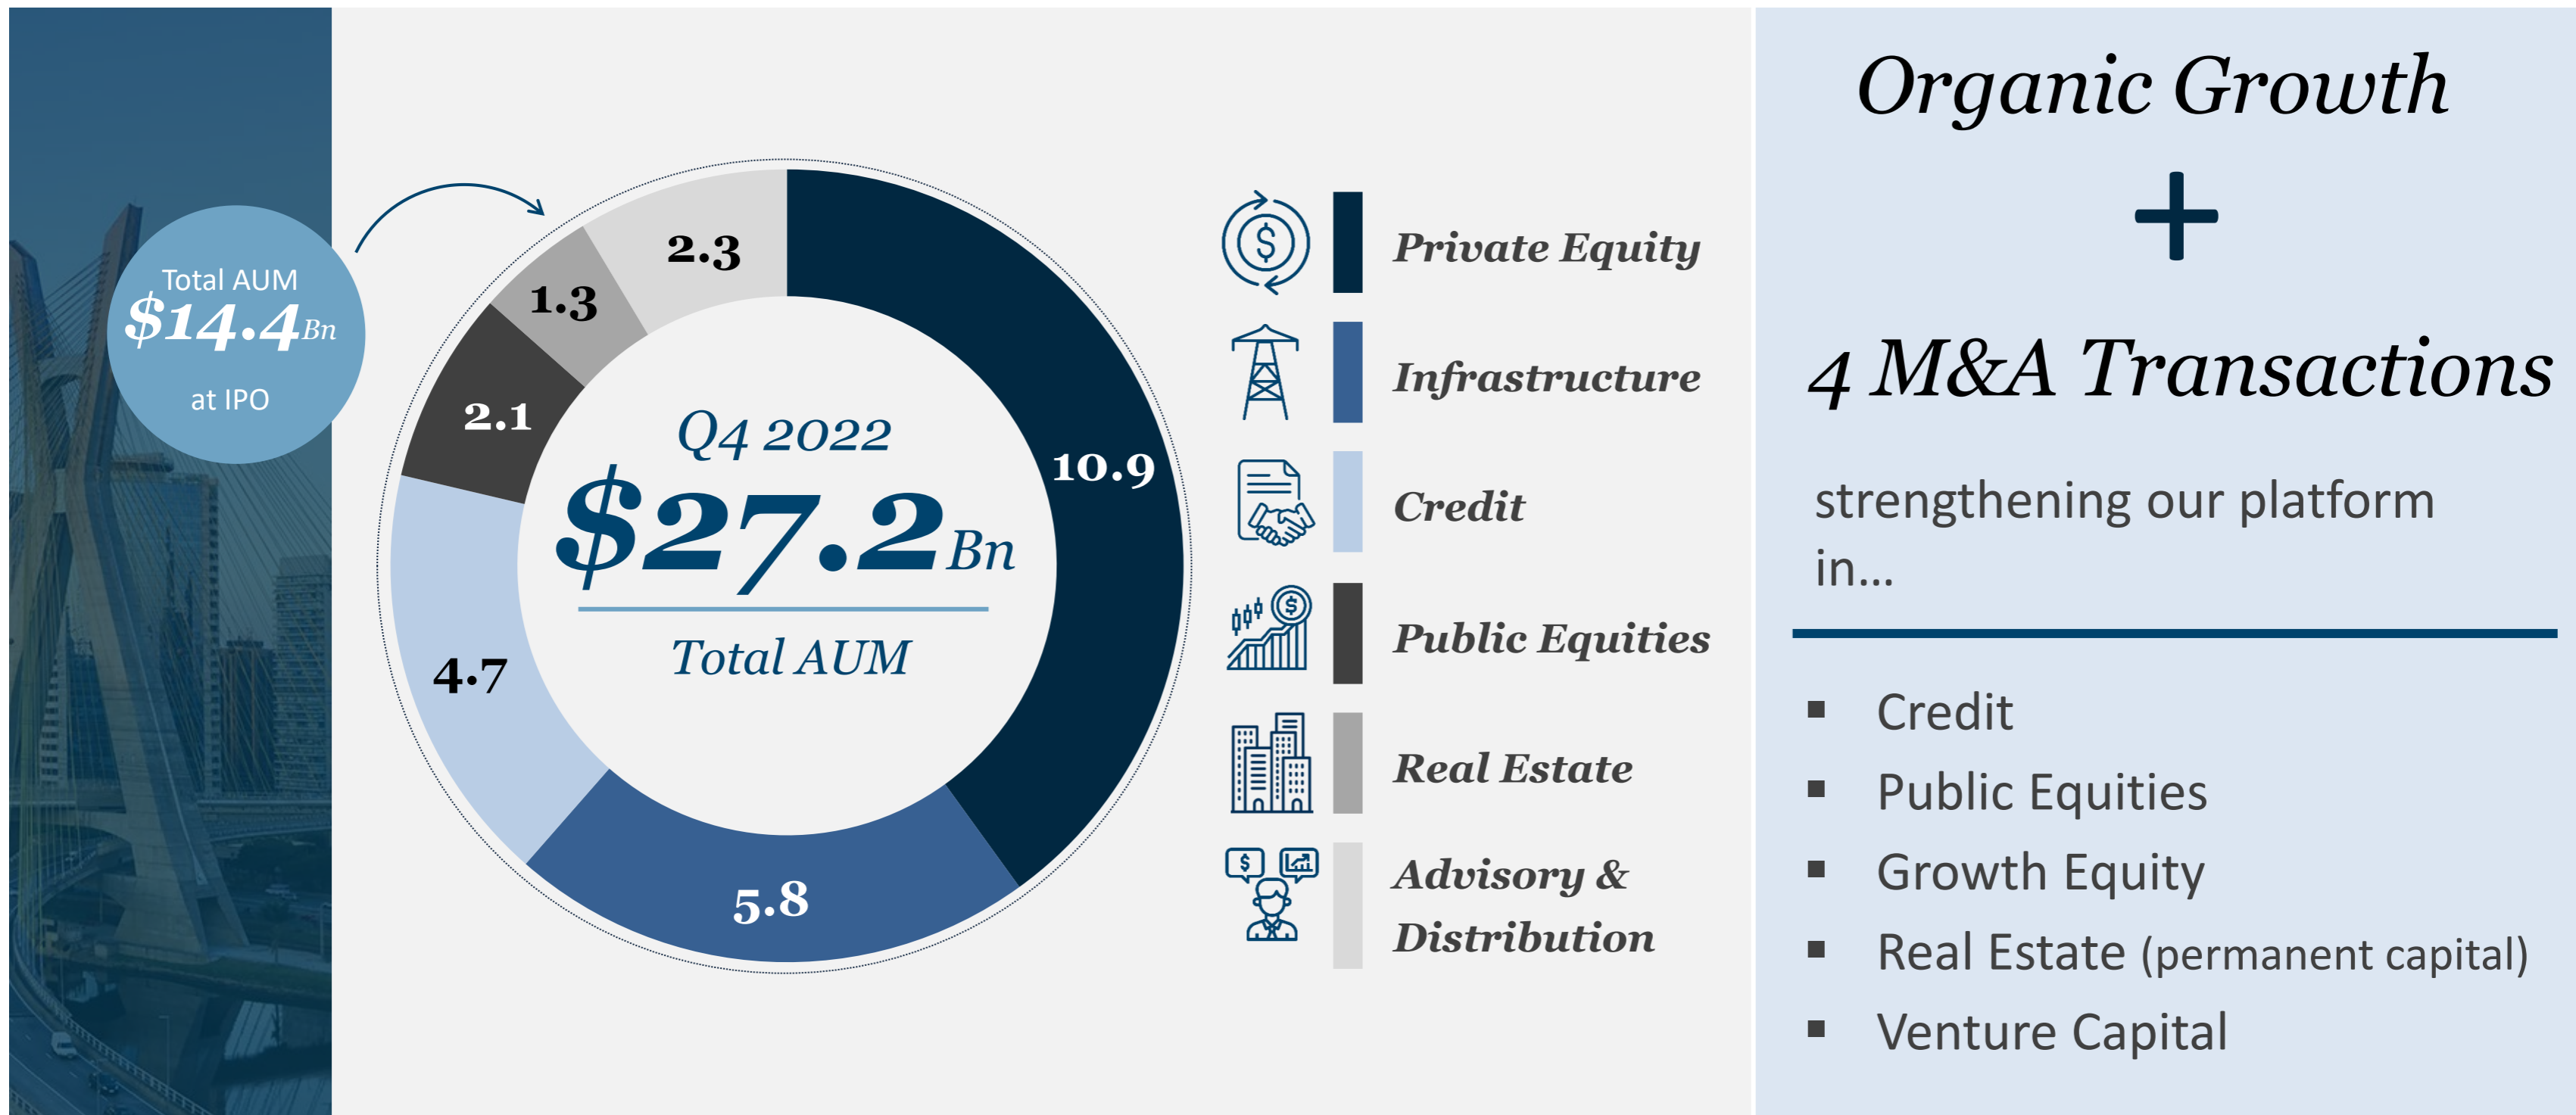 Total AUM
$14.4Bn
at IPO
2.3
1.3
2.1
10.9
4.7
5.8
Q4 2022
$27.2Bn
Total AUM
$
Private Equity
Infrastructure
Credit
$
Public Equities
Real Estate
$
Advisory &
Distribution
Organic Growth
+
4 M&A Transactions
strengthening our platform
in…
▪ Credit
▪ Public Equities
▪ Growth Equity
▪ Real Estate (permanent capital)
▪ Venture Capital